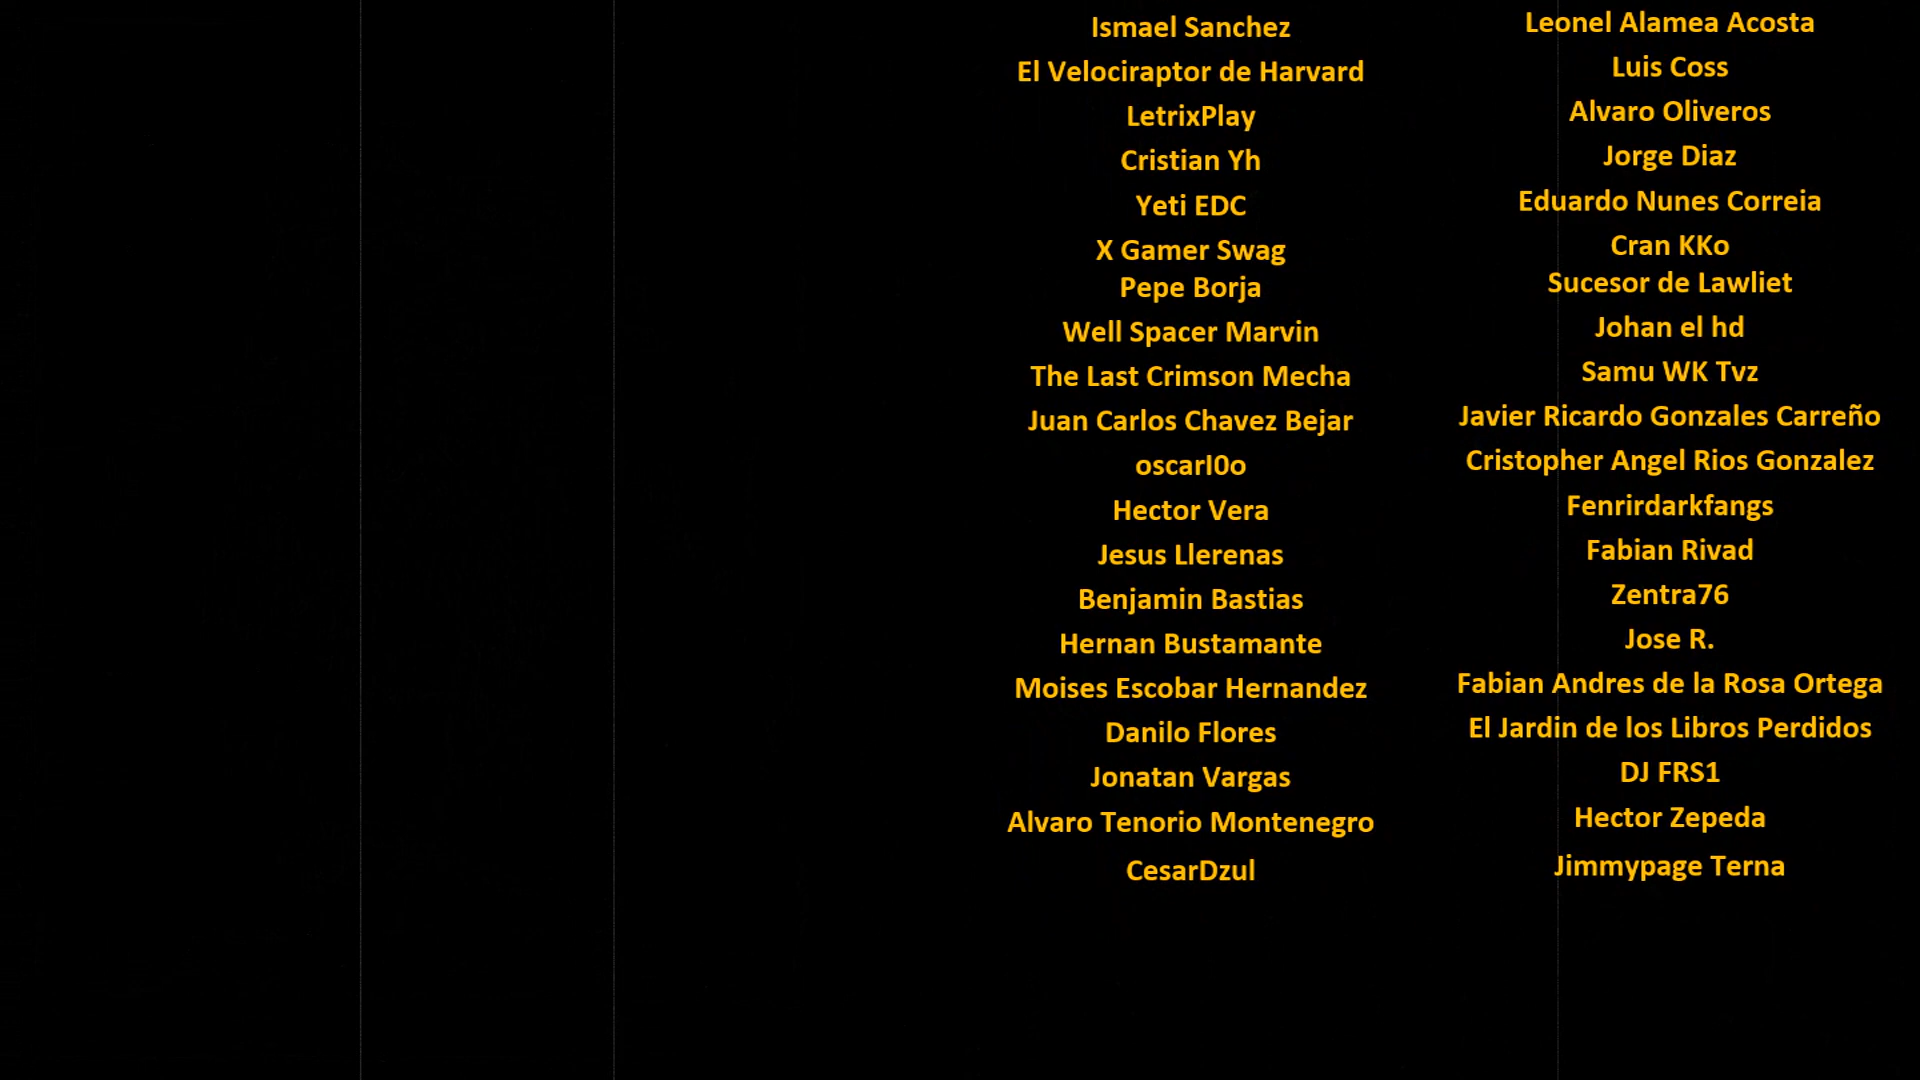 Ismael Sanchez
El Velociraptor de Harvard
LetrixPlay
Cristian Yh
Yeti EDC
X Gamer Swag
Pepe Borja
Well Spacer Marvin
The Last Crimson Mecha
Juan Carlos Chavez Bejar
oscarI0o
Hector Vera
Jesus Llerenas
Benjamin Bastias
Hernan Bustamante
Moises Escobar Hernandez
Danilo Flores
Jonatan Vargas
Alvaro Tenorio Montenegro
CesarDzul
Leonel Alamea Acosta
Luis Coss
Alvaro Oliveros
Jorge Diaz
Eduardo Nunes Correia
Cran KKo
Sucesor de Lawliet
Johan el hd
Samu WK Tvz
Javier Ricardo Gonzales Carreño
Cristopher Angel Rios Gonzalez
Fenrirdarkfangs
Fabian Rivad
Zentra76
Jose R.
Fabian Andres de la Rosa Ortega
El Jardin de los Libros Perdidos
DJ FRS1
Hector Zepeda
Jimmypage Terna